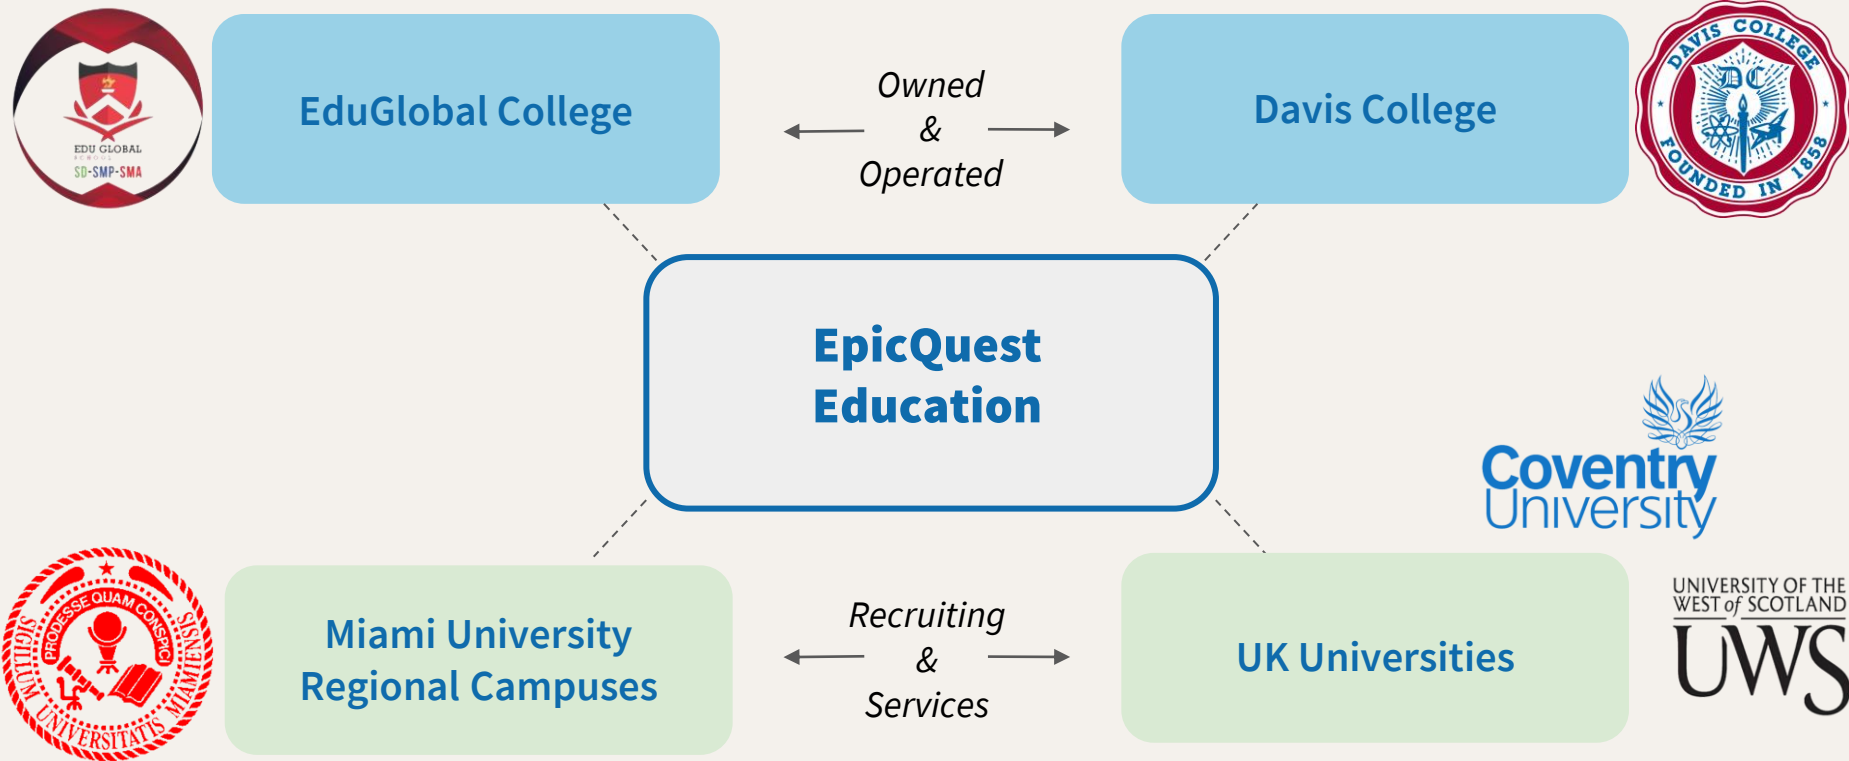 EDU GLOBAL
SCHOOL
SD-SMP-SMA
EduGlobal College
Owned
&
Operated
Davis College
DAVIS COLLEGE
DC
FOUNDED IN 1858
EpicQuest
Education
Coventry
University
PRODESSE QUAM CONSPICI
SIGILLUM UNIVERSITATIS MIAMIENSIS
Miami University
Regional Campuses
Recruiting
&
Services
UK Universities
UNIVERSITY OF THE
WEST of SCOTLAND
UWS